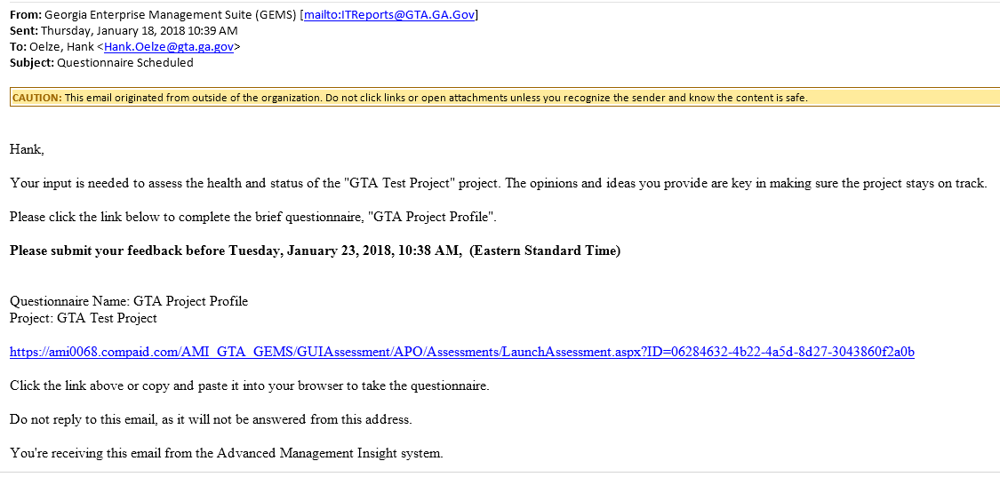 From: Georgia Enterprise Management Suite (GEMS) [mailto:ITReports@GTA.GA.Gov]
Sent: Thursday, January 18, 2018 10:39 AM
To: Oelze, Hank <Hank.Oelze@gta.ga.gov>
Subject: Questionnaire Scheduled
CAUTION: This email originated from outside of the organization. Do not click links or open attachments unless you recognize the sender and know the content is safe.
Hank,
Your input is needed to assess the health and status of the "GTA Test Project" project. The opinions and ideas you provide are key in making sure the project stays on track.
Please click the link below to complete the brief questionnaire, "GTA Project Profile".
Please submit your feedback before Tuesday, January 23, 2018, 10:38 AM,  (Eastern Standard Time)
Questionnaire Name: GTA Project Profile
Project: GTA Test Project
https://ami0068.compaid.com/AMI_GTA_GEMS/GUIAssessment/APO/Assessments/LaunchAssessment.aspx?ID=06284632-4b22-4a5d-8d27-3043860f2a0b
Click the link above or copy and paste it into your browser to take the questionnaire.
Do not reply to this email, as it will not be answered from this address.
You're receiving this email from the Advanced Management Insight system.